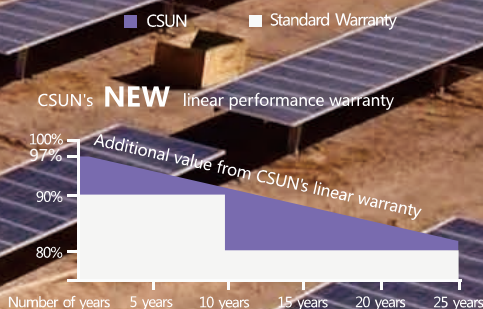 CSUN Standard Warranty
CSUN's NEW linear performance warranty
100%
97%
Additional value from CSUN's linear warranty
90%
80%
Number of years 5 years 10 years 15 years 20 years 25 years